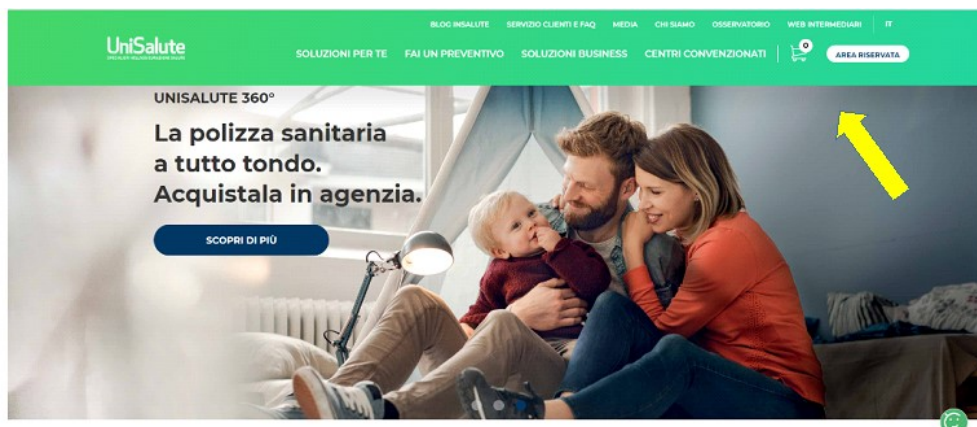 BLOG INSALUTE SERVIZIO CLIENTI E FAQ MEDIA CHI SIAMO OSSERVATORIO WEB INTERMEDIARI IT
UniSalute
SOLUZIONI PER TE FAI UN PREVENTIVO SOLUZIONI BUSINESS CENTRI CONVENZIONATI 0 AREA RISERVATA
UNISALUTE 360°
La polizza sanitaria
a tutto tondo.
Acquistala in agenzia.
SCOPRI DI PIÙ